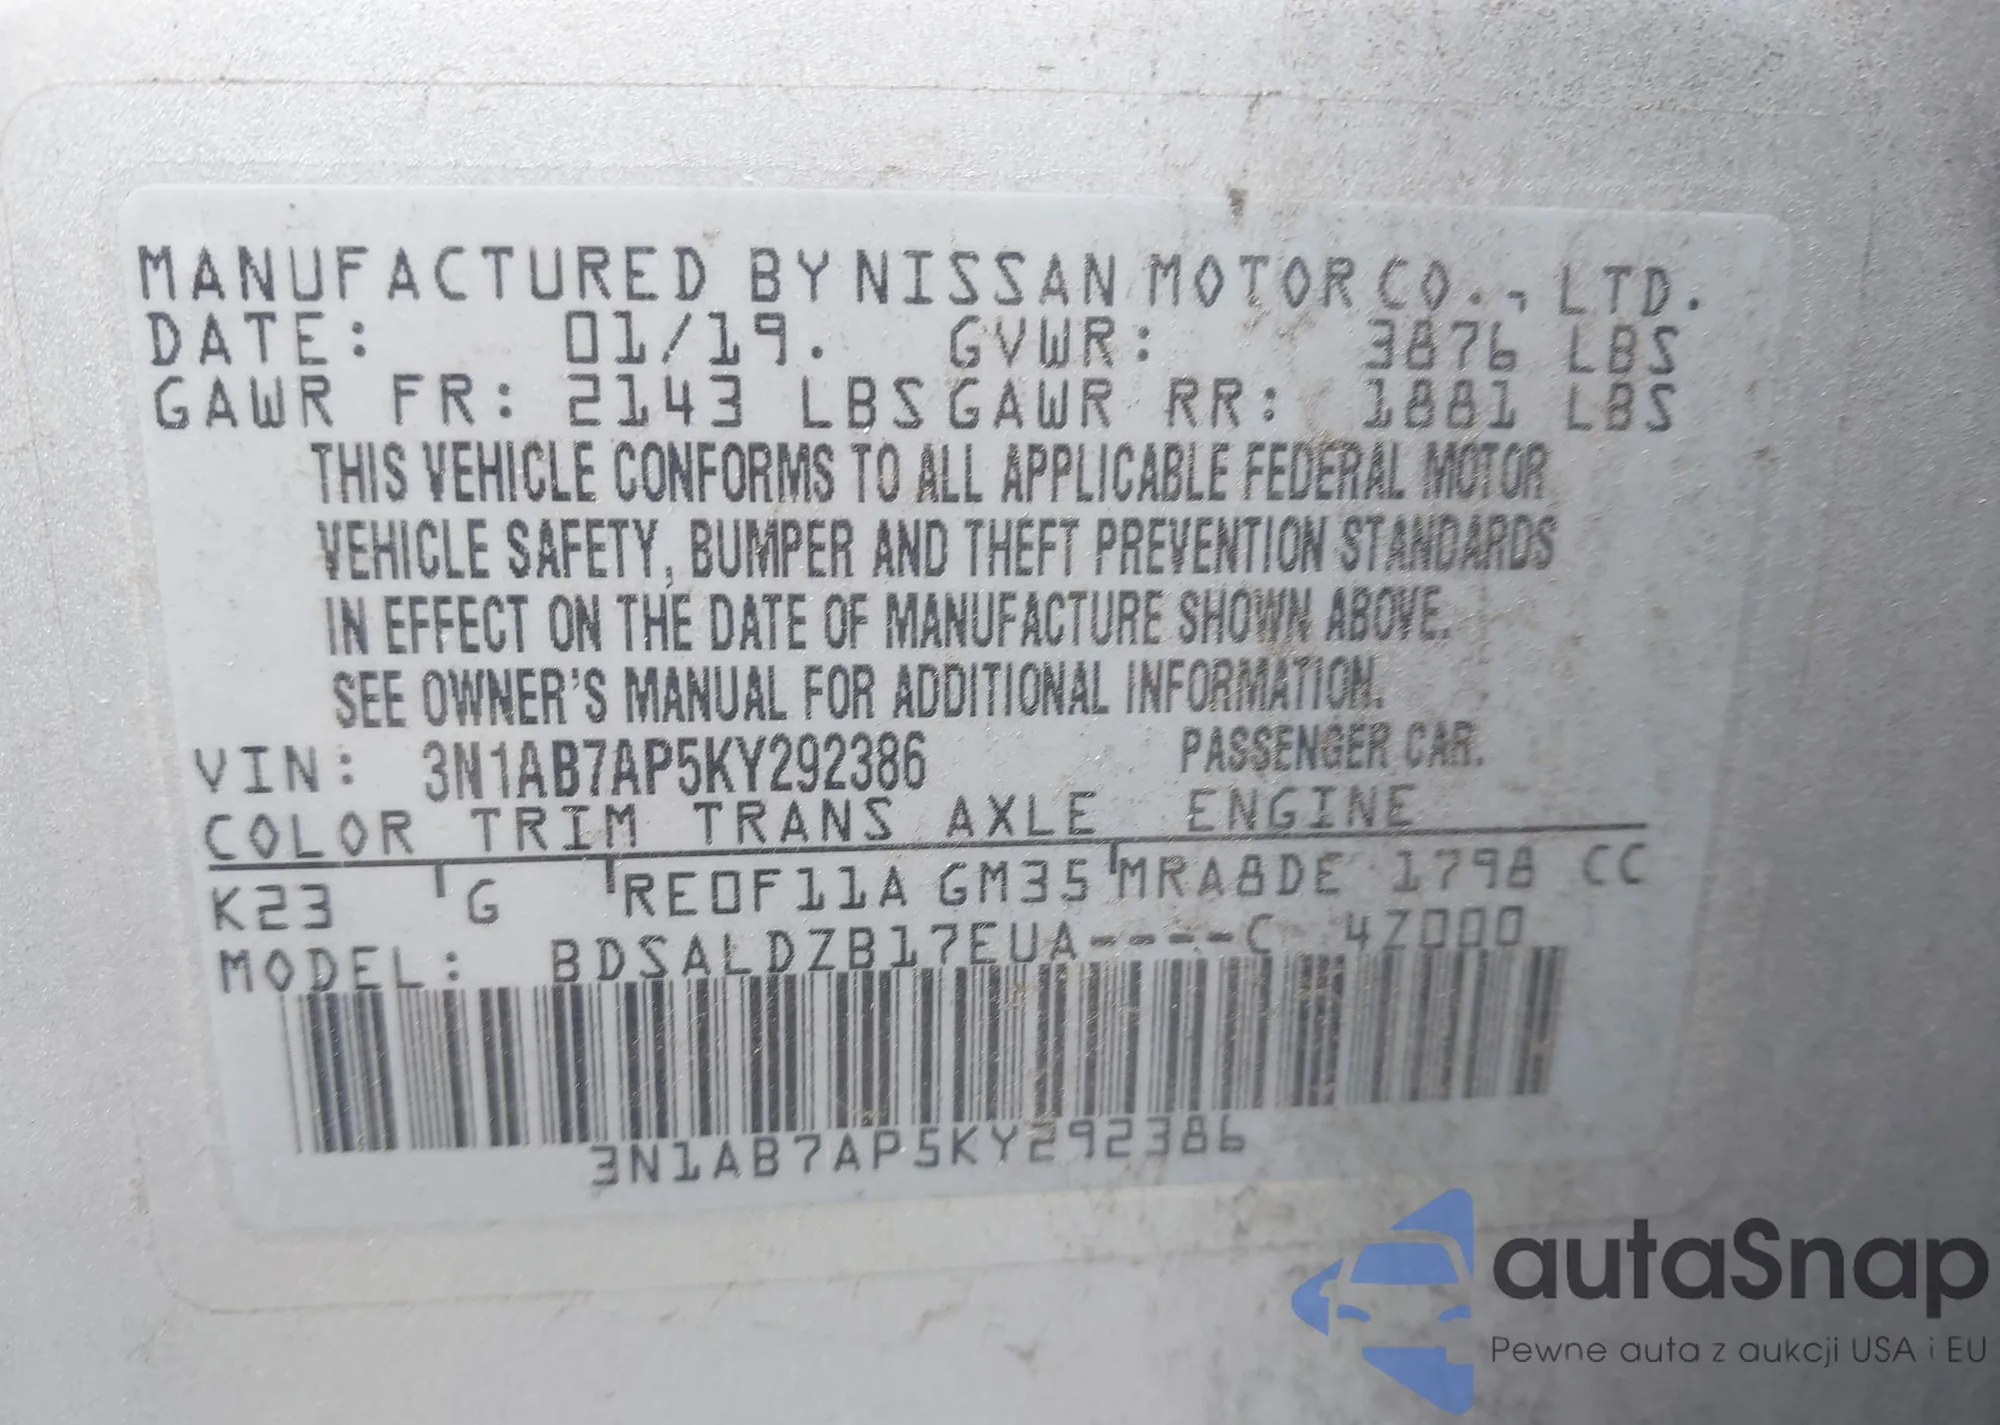 MANUFACTURED BY NISSAN MOTOR CO., LTD.
DATE: 01/19. GVWR: 3876 LBS
GAWR FR: 2143 LBS GAWR RR: 1881 LBS
THIS VEHICLE CONFORMS TO ALL APPLICABLE FEDERAL MOTOR
VEHICLE SAFETY, BUMPER AND THEFT PREVENTION STANDARDS
IN EFFECT ON THE DATE OF MANUFACTURE SHOWN ABOVE.
SEE OWNER'S MANUAL FOR ADDITIONAL INFORMATION.
VIN: 3N1AB7AP5KY292386 PASSENGER CAR.
COLOR TRIM TRANS AXLE ENGINE
K23 G RE0F11A GM35 MRA8DE 1798 CC
MODEL: BDSALDZB17EUA----C 4Z000
3N1AB7AP5KY292386
autaSnap
Pewne auta z aukcji USA i EU